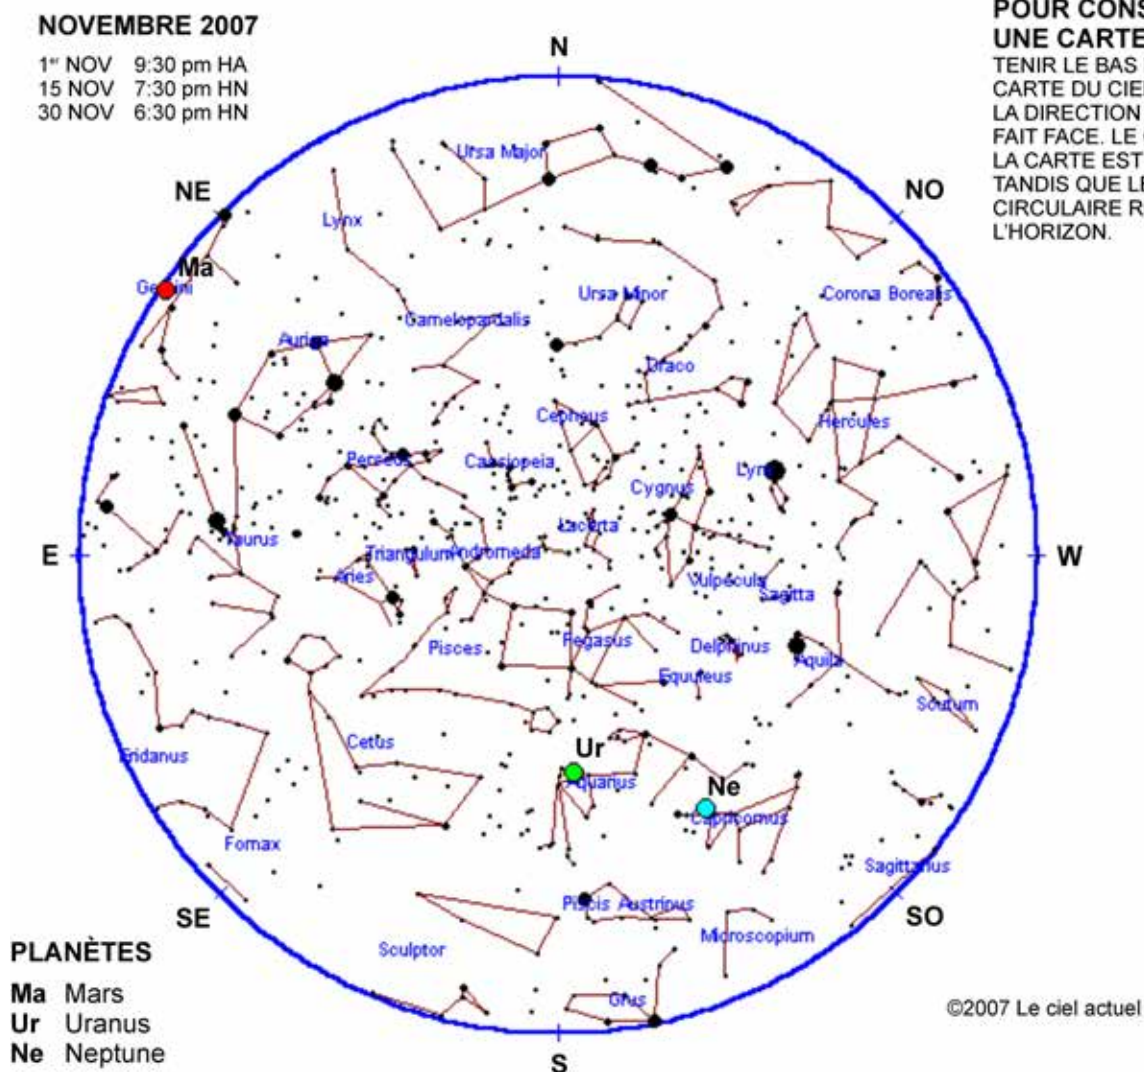 NOVEMBRE 2007
1er NOV 9:30 pm HA
15 NOV 7:30 pm HN
30 NOV 6:30 pm HN
POUR CONS
UNE CARTE
TENIR LE BAS
CARTE DU CIE
LA DIRECTION
FAIT FACE. LE
LA CARTE EST
TANDIS QUE LE
CIRCULAIRE R
L'HORIZON.
N
Ursa Major
NE
NO
Lynx
Ma
Gemini
Ursa Minor
Corona Borealis
Camelopardalis
Auriga
Draco
Cepheus
Hercules
Perseus
Cassiopeia
Lyra
Cygnus
Lacerta
Taurus
E
Triangulum
Andromeda
W
Aries
Vulpecula
Sagitta
Pisces
Pegasus
Delphinus
Aquila
Equuleus
Scutum
Cetus
Ur
Eridanus
Aquarius
Ne
Capricornus
Fornax
Sagittarius
SE
Piscis Austrinus
SO
Microscopium
Sculptor
Grus
S
PLANÈTES
Ma Mars
Ur Uranus
Ne Neptune
©2007 Le ciel actuel